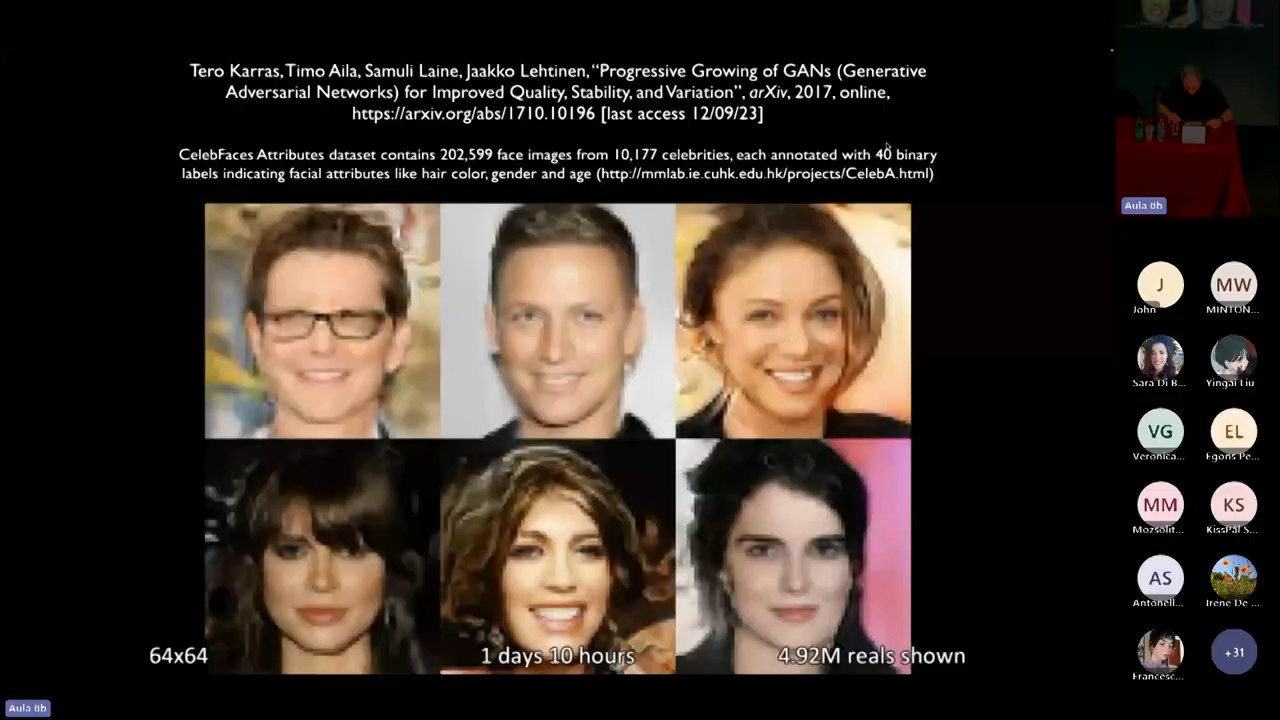 Tero Karras, Timo Aila, Samuli Laine, Jaakko Lehtinen, “Progressive Growing of GANs (Generative
Adversarial Networks) for Improved Quality, Stability, and Variation”, arXiv, 2017, online,
https://arxiv.org/abs/1710.10196 [last access 12/09/23]
CelebFaces Attributes dataset contains 202,599 face images from 10,177 celebrities, each annotated with 40 binary
labels indicating facial attributes like hair color, gender and age (http://mmlab.ie.cuhk.edu.hk/projects/CelebA.html)
64x64
1 days 10 hours
4.92M reals shown
Aula 8b
Aula 8b
J
John
MW
MINTON...
Sara Di B...
Yingai Liu
VG
Veronica...
EL
Egons Pe...
MM
Mozsolit...
KS
KissPál S...
AS
Antonell...
Irene De ...
Francesc...
+31